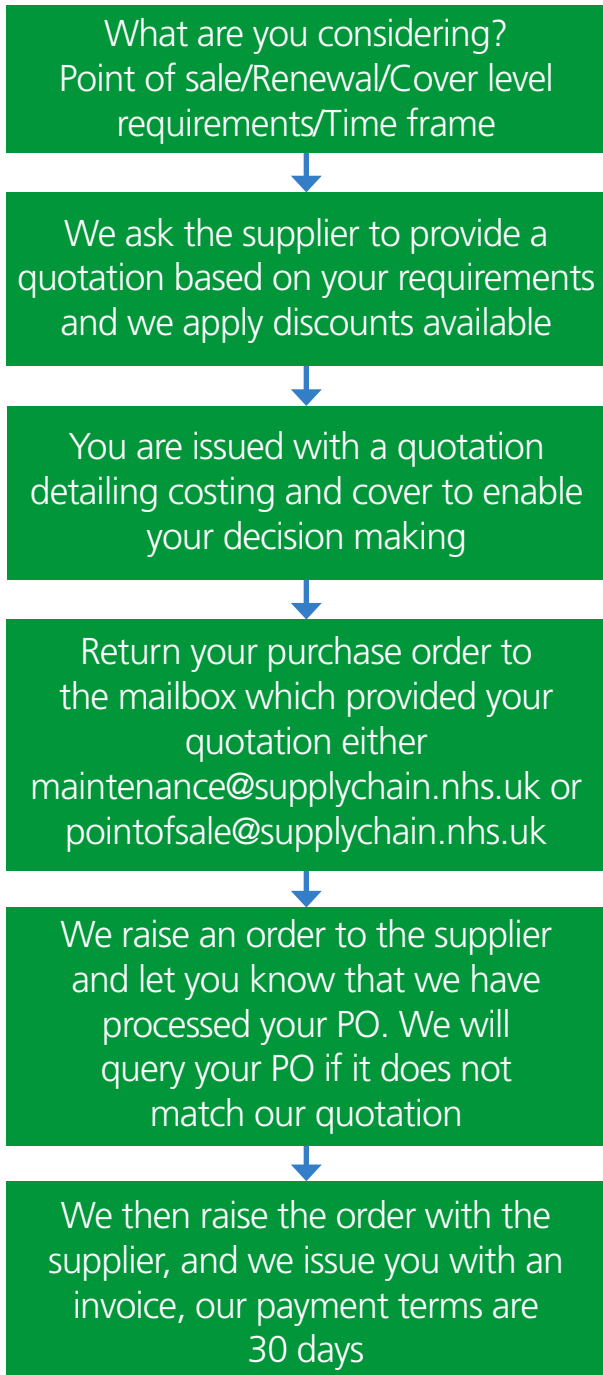 What are you considering?
Point of sale/Renewal/Cover level
requirements/Time frame
We ask the supplier to provide a
quotation based on your requirements
and we apply discounts available
You are issued with a quotation
detailing costing and cover to enable
your decision making
Return your purchase order to
the mailbox which provided your
quotation either
maintenance@supplychain.nhs.uk or
pointofsale@supplychain.nhs.uk
We raise an order to the supplier
and let you know that we have
processed your PO. We will
query your PO if it does not
match our quotation
We then raise the order with the
supplier, and we issue you with an
invoice, our payment terms are
30 days